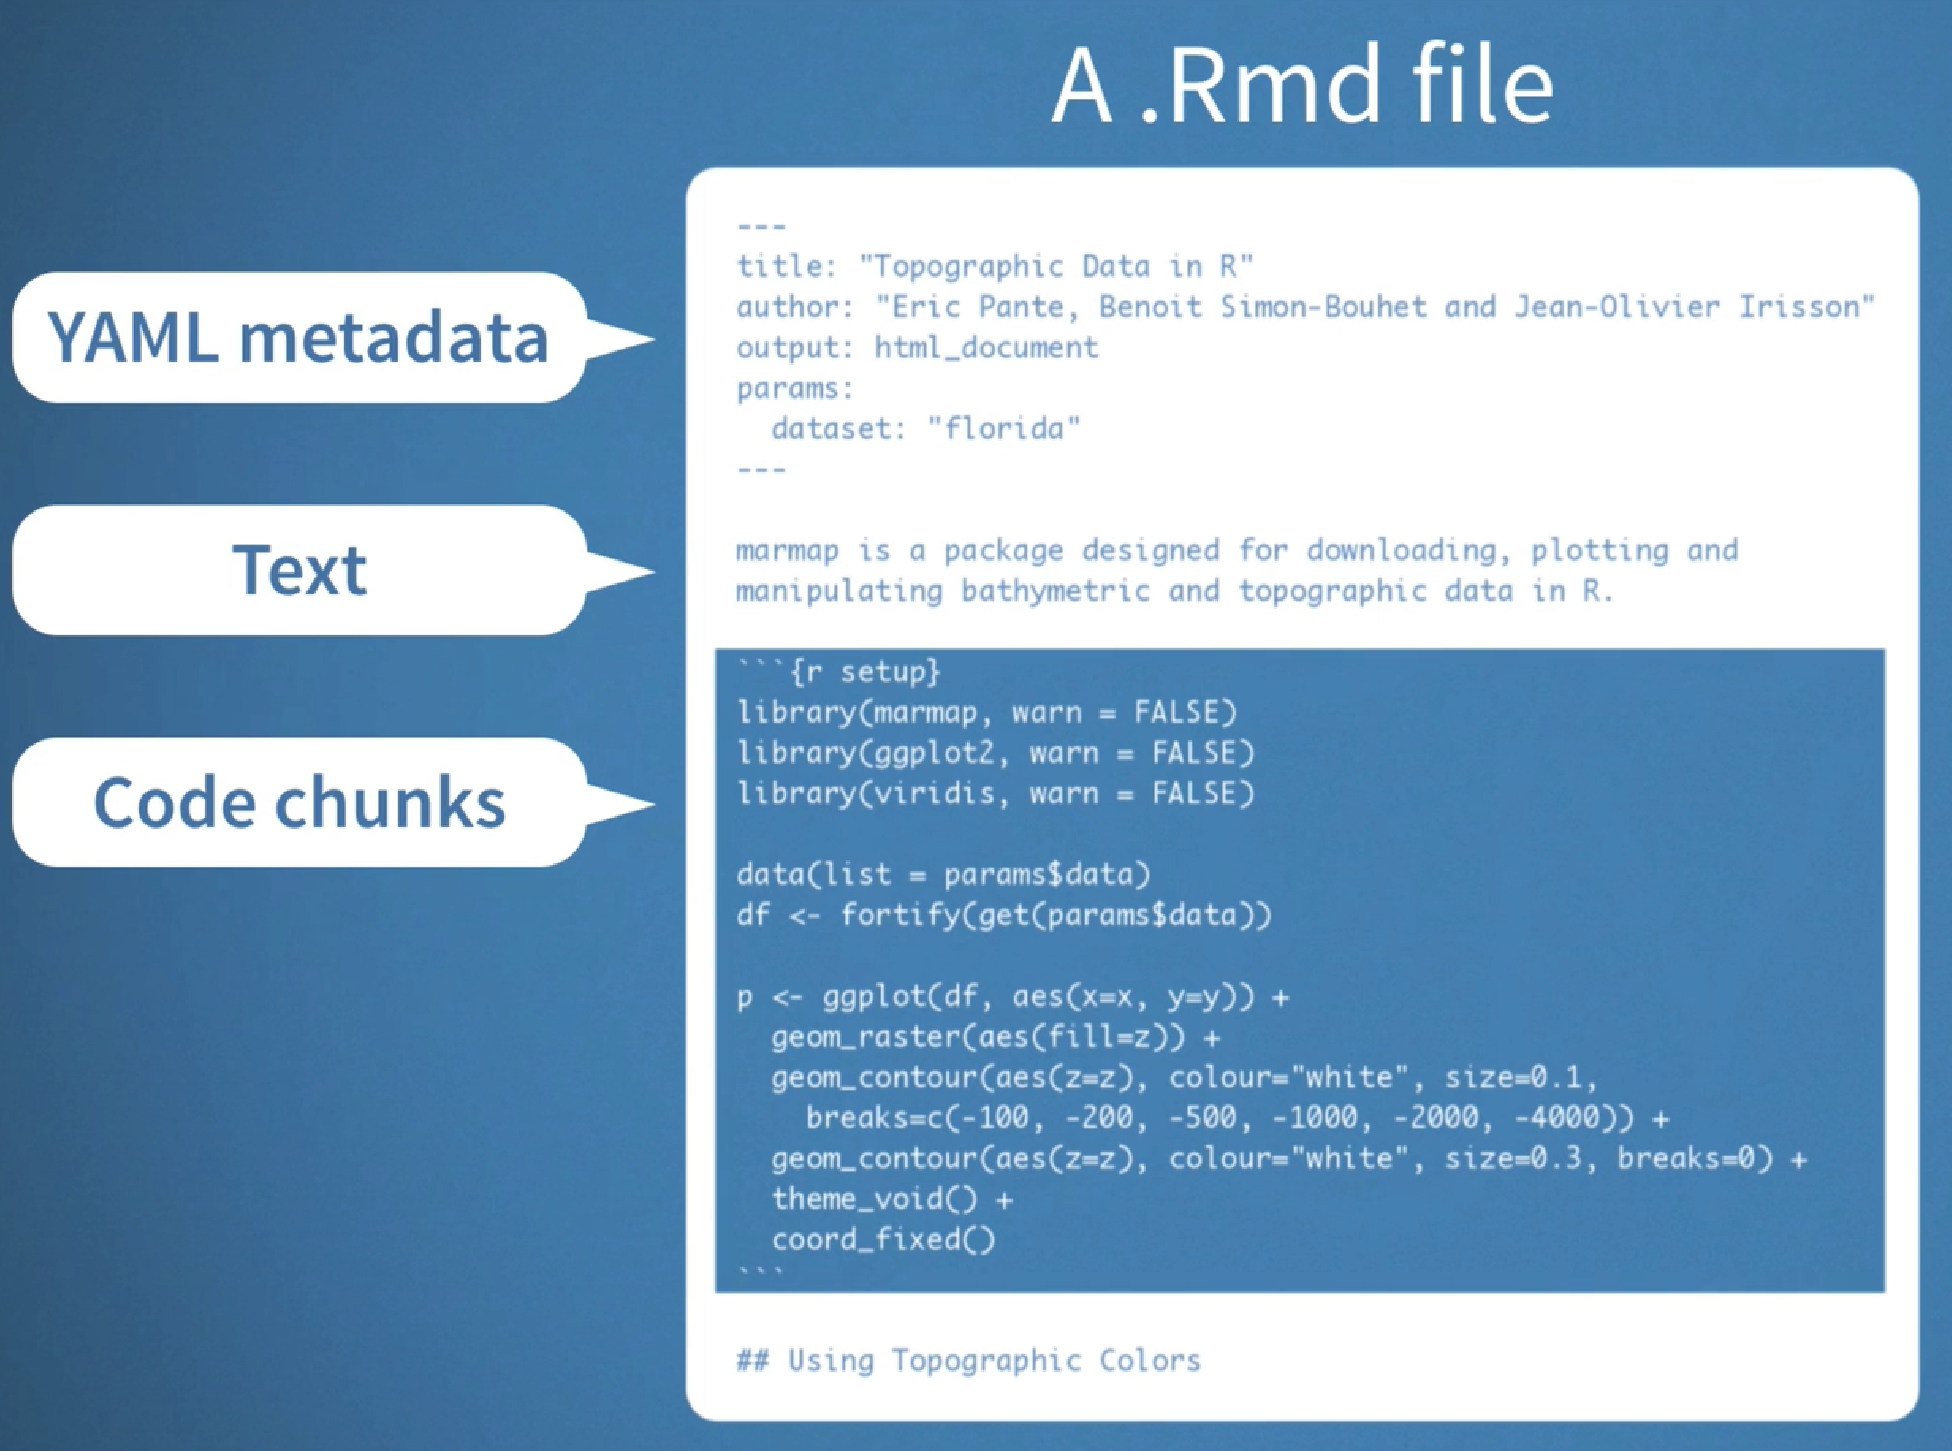 A .Rmd file
YAML metadata
Text
Code chunks
---
title: "Topographic Data in R"
author: "Eric Pante, Benoit Simon-Bouhet and Jean-Olivier Irisson"
output: html_document
params:
  dataset: "florida"
---
marmap is a package designed for downloading, plotting and
manipulating bathymetric and topographic data in R.
```{r setup}
library(marmap, warn = FALSE)
library(ggplot2, warn = FALSE)
library(viridis, warn = FALSE)
data(list = params$data)
df <- fortify(get(params$data))
p <- ggplot(df, aes(x=x, y=y)) +
  geom_raster(aes(fill=z)) +
  geom_contour(aes(z=z), colour="white", size=0.1,
    breaks=c(-100, -200, -500, -1000, -2000, -4000)) +
  geom_contour(aes(z=z), colour="white", size=0.3, breaks=0) +
  theme_void() +
  coord_fixed()
```
## Using Topographic Colors